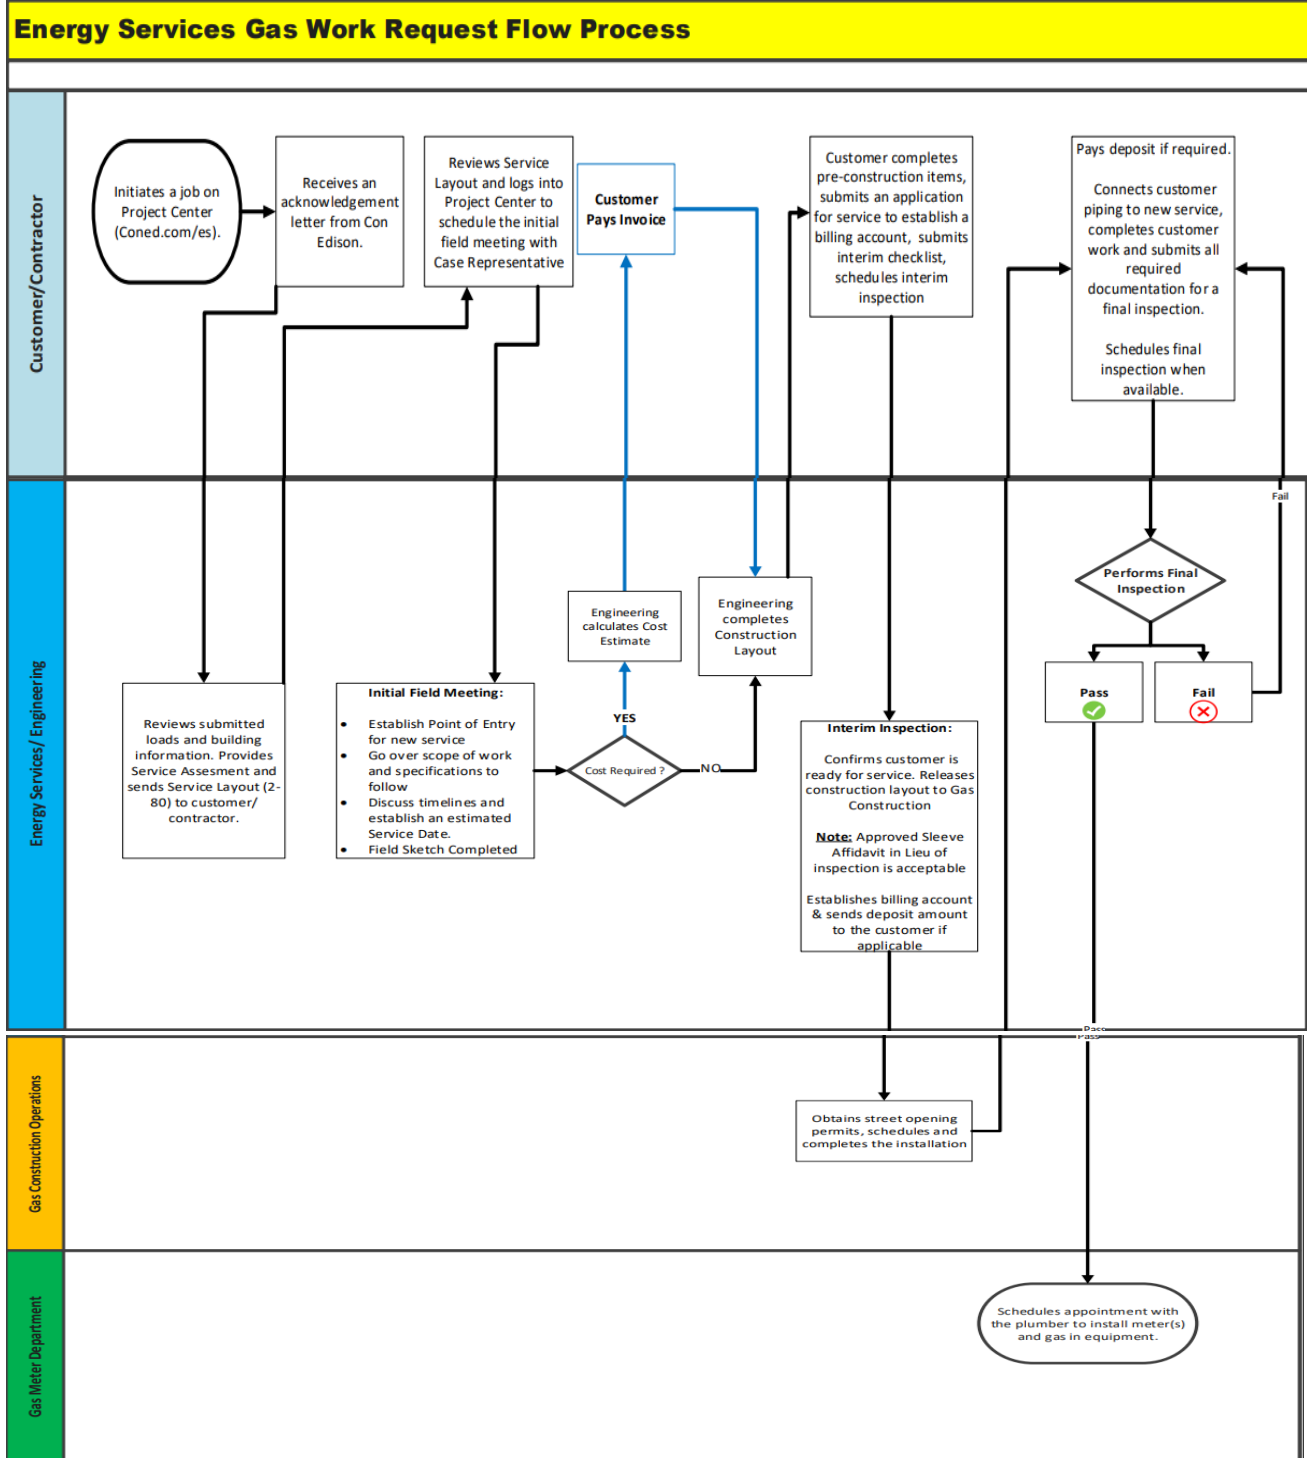 Energy Services Gas Work Request Flow Process
Customer/Contractor
Initiates a job on
Project Center
(Coned.com/es).
Receives an
acknowledgement
letter from Con
Edison.
Reviews Service
Layout and logs into
Project Center to
schedule the initial
field meeting with
Case Representative
Customer
Pays Invoice
Customer completes
pre-construction items,
submits an application
for service to establish a
billing account, submits
interim checklist,
schedules interim
inspection
Pays deposit if required.
Connects customer
piping to new service,
completes customer
work and submits all
required
documentation for a
final inspection.
Schedules final
inspection when
available.
Energy Services/ Engineering
Reviews submitted
loads and building
information. Provides
Service Assesment and
sends Service Layout (2-
80) to customer/
contractor.
Initial Field Meeting:
• Establish Point of Entry
for new service
• Go over scope of work
and specifications to
follow
• Discuss timelines and
establish an estimated
Service Date.
• Field Sketch Completed
Cost Required ?
YES
NO
Engineering
calculates Cost
Estimate
Engineering
completes
Construction
Layout
Interim Inspection:
Confirms customer is
ready for service. Releases
construction layout to Gas
Construction
Note: Approved Sleeve
Affidavit in Lieu of
inspection is acceptable
Establishes billing account
& sends deposit amount
to the customer if
applicable
Performs Final
Inspection
Pass
Fail
Fail
Pass
Pass
Gas Construction Operations
Obtains street opening
permits, schedules and
completes the installation
Gas Meter Department
Schedules appointment with
the plumber to install meter(s)
and gas in equipment.